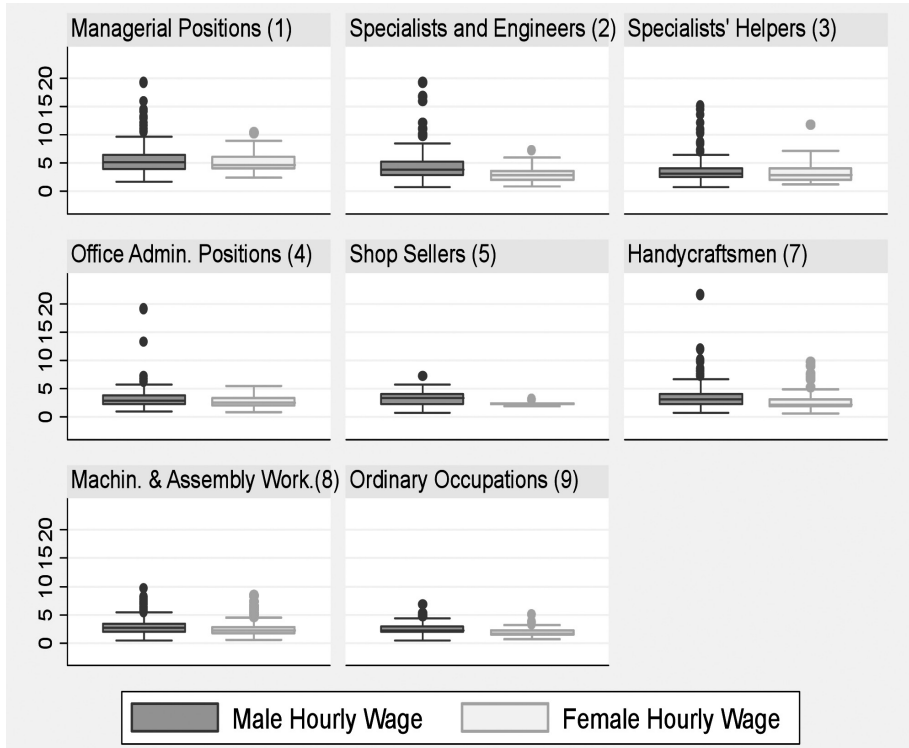 Managerial Positions (1)
Specialists and Engineers (2)
Specialists' Helpers (3)
20
15
10
5
0
Office Admin. Positions (4)
Shop Sellers (5)
Handycraftsmen (7)
20
15
10
5
0
Machin. & Assembly Work.(8)
Ordinary Occupations (9)
20
15
10
5
0
Male Hourly Wage
Female Hourly Wage